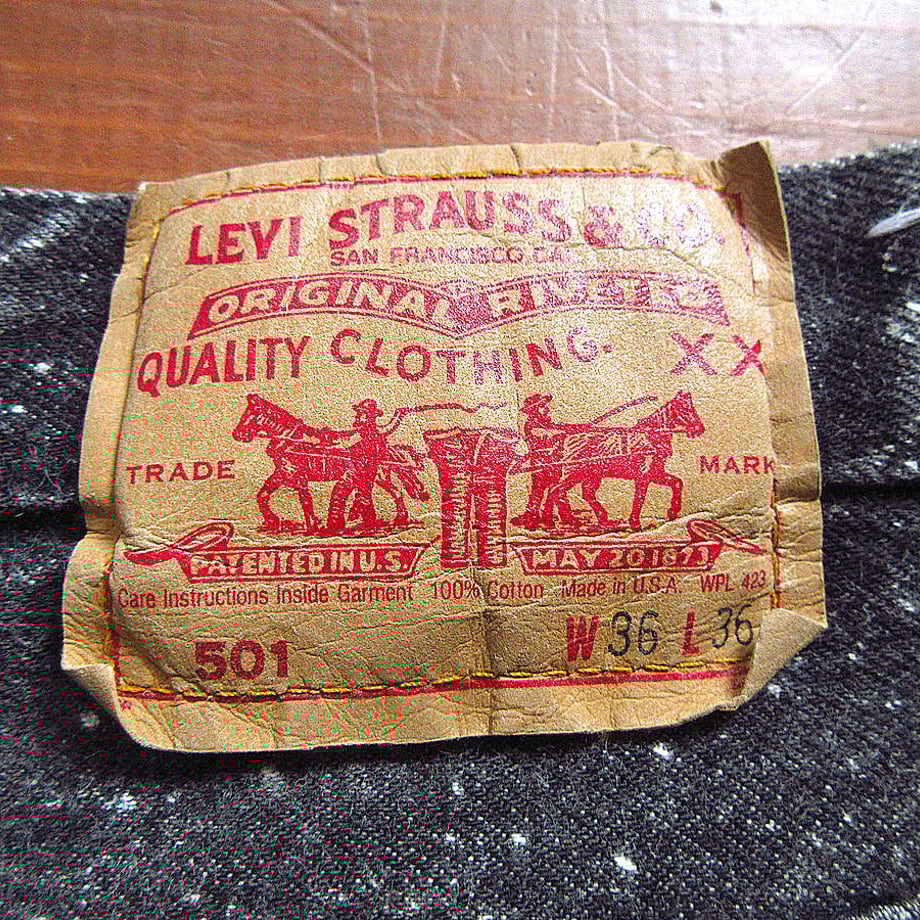 LEVI STRAUSS & CO.
SAN FRANCISCO, CAL.
ORIGINAL RIVETED
QUALITY CLOTHING. XX
TRADE MARK
PATENTED IN U.S. MAY 20 1873
Care Instructions Inside Garment 100% Cotton Made in U.S.A. WPL 423
501 W 36 L 36